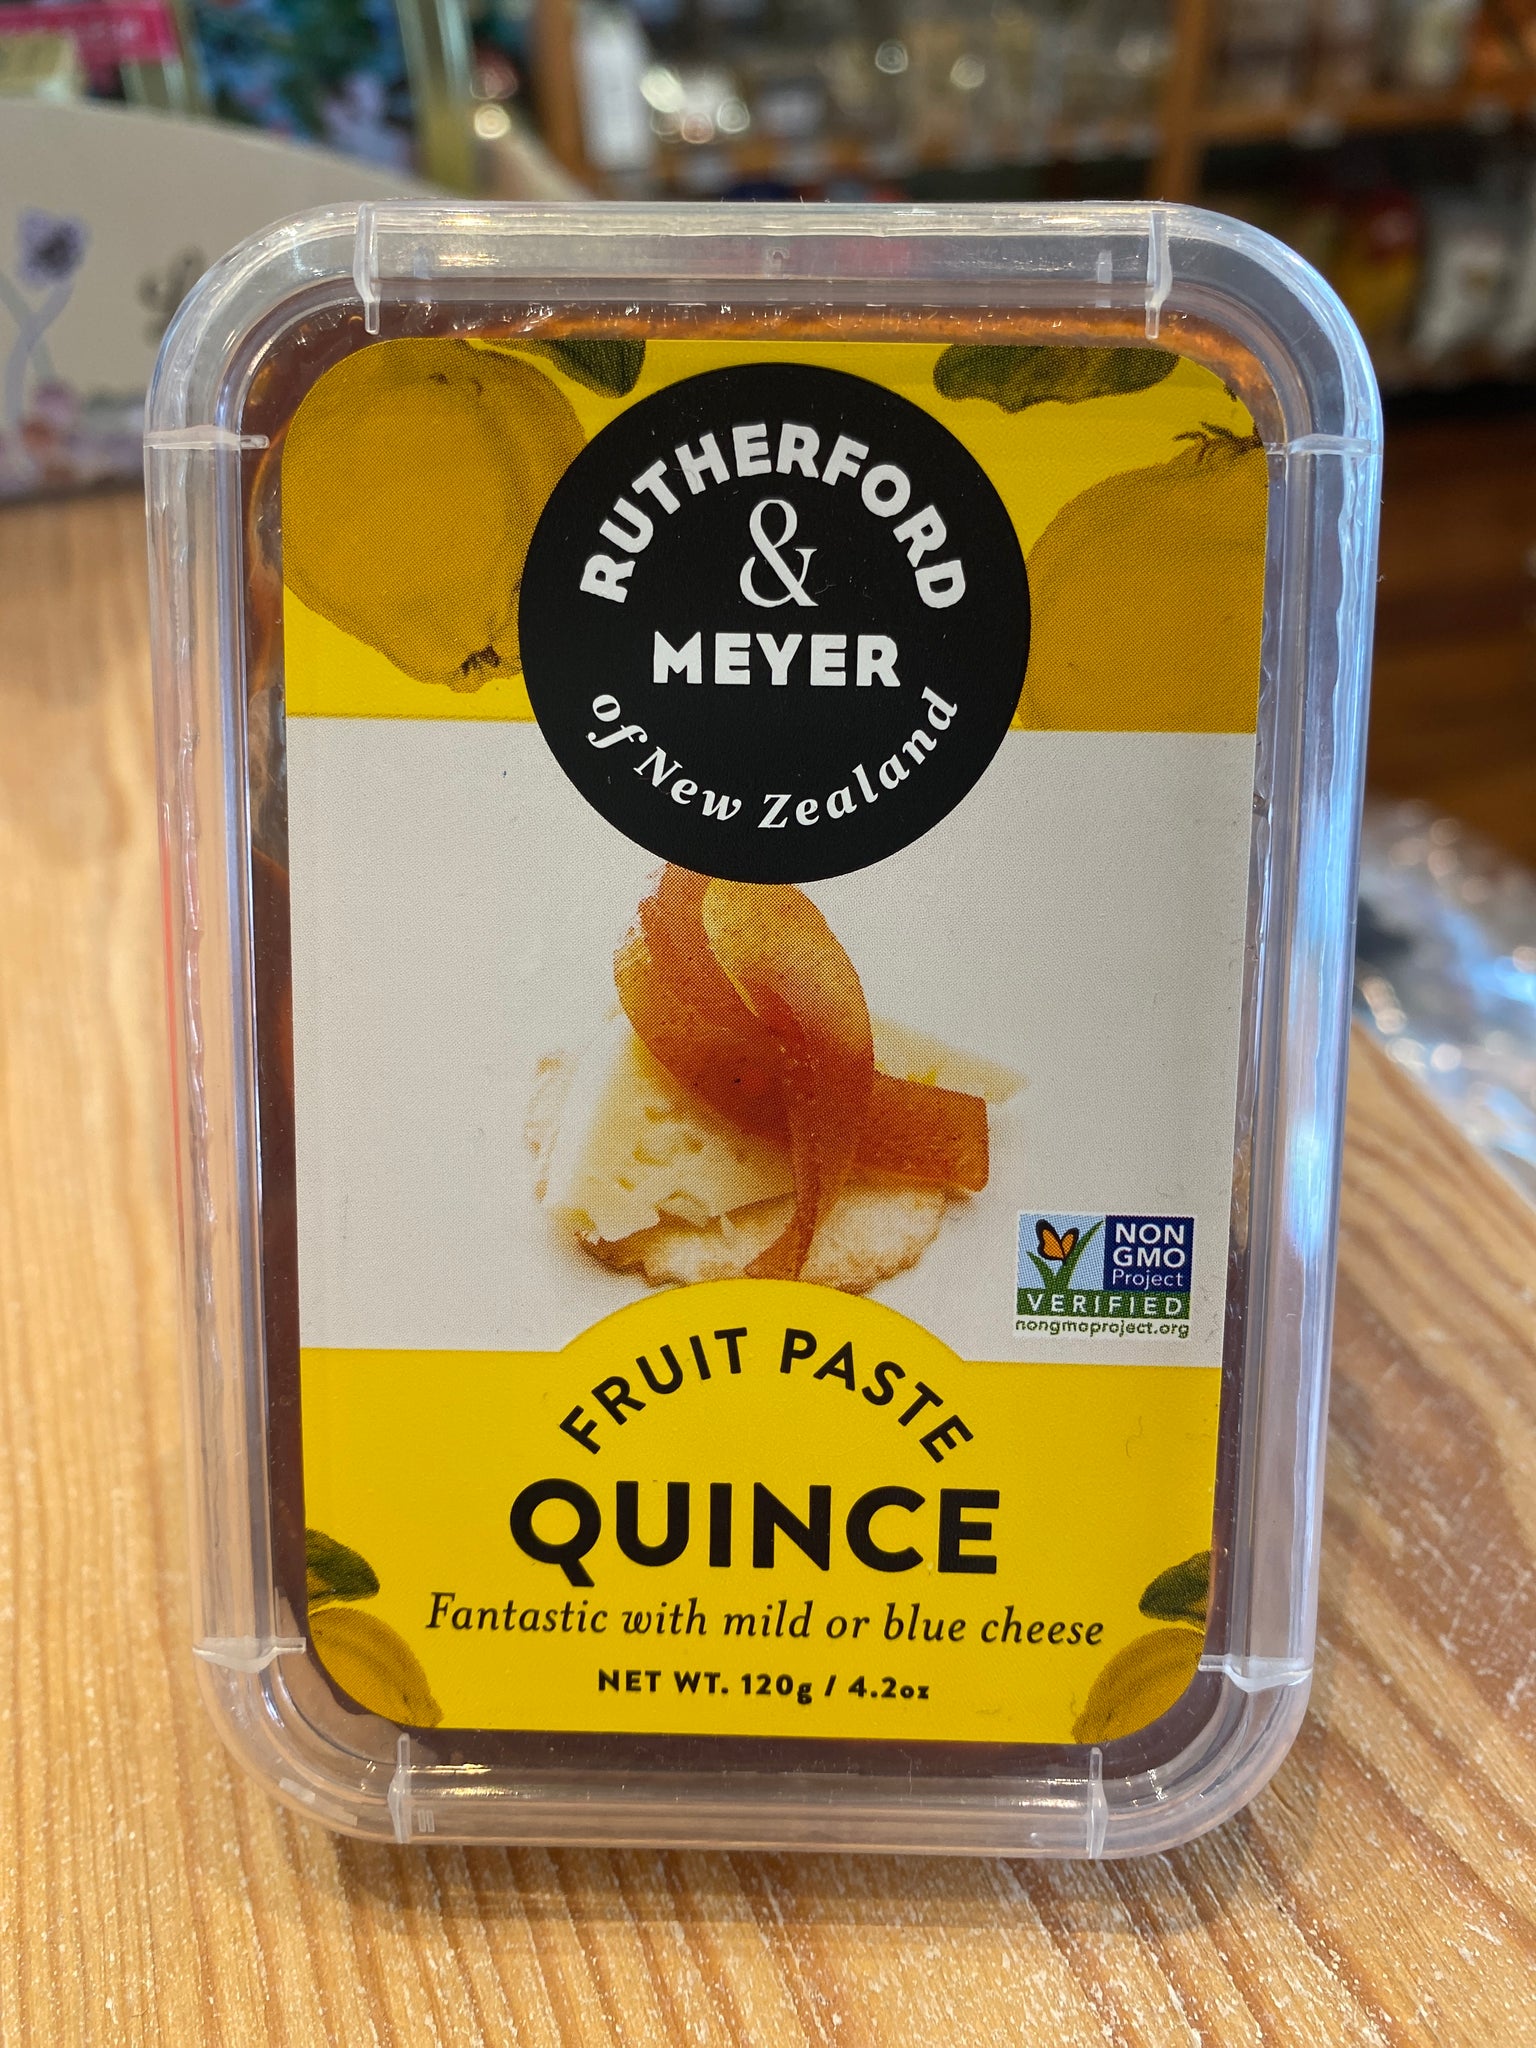 RUTHERFORD
&
MEYER
of New Zealand
NON
GMO
Project
VERIFIED
nongmoproject.org
FRUIT PASTE
QUINCE
Fantastic with mild or blue cheese
NET WT. 120g / 4.2oz